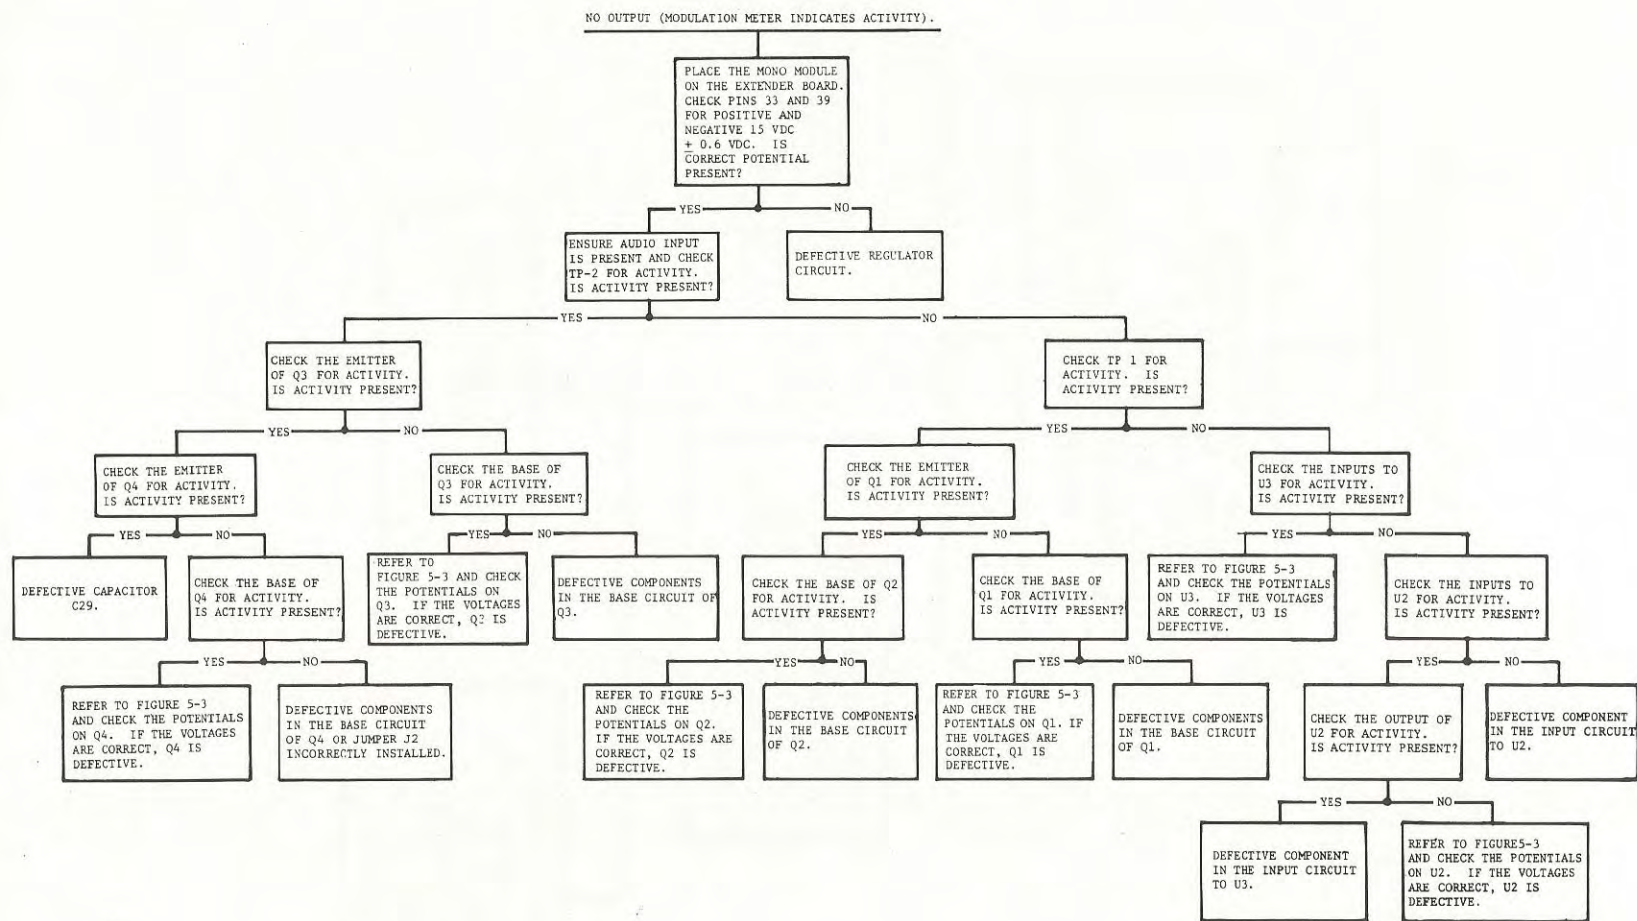 NO OUTPUT (MODULATION METER INDICATES ACTIVITY).
PLACE THE MONO MODULE
ON THE EXTENDER BOARD.
CHECK PINS 33 AND 39
FOR POSITIVE AND
NEGATIVE 15 VDC
± 0.6 VDC. IS
CORRECT POTENTIAL
PRESENT?
YES
NO
ENSURE AUDIO INPUT
IS PRESENT AND CHECK
TP-2 FOR ACTIVITY.
IS ACTIVITY PRESENT?
DEFECTIVE REGULATOR
CIRCUIT.
YES
NO
CHECK THE EMITTER
OF Q3 FOR ACTIVITY.
IS ACTIVITY PRESENT?
CHECK TP 1 FOR
ACTIVITY. IS
ACTIVITY PRESENT?
YES
NO
YES
NO
CHECK THE EMITTER
OF Q4 FOR ACTIVITY.
IS ACTIVITY PRESENT?
CHECK THE BASE OF
Q3 FOR ACTIVITY.
IS ACTIVITY PRESENT?
CHECK THE EMITTER
OF Q1 FOR ACTIVITY.
IS ACTIVITY PRESENT?
CHECK THE INPUTS TO
U3 FOR ACTIVITY.
IS ACTIVITY PRESENT?
YES
NO
YES
NO
YES
NO
YES
NO
DEFECTIVE CAPACITOR
C29.
CHECK THE BASE OF
Q4 FOR ACTIVITY.
IS ACTIVITY PRESENT?
REFER TO
FIGURE 5-3 AND CHECK
THE POTENTIALS ON
Q3. IF THE VOLTAGES
ARE CORRECT, IS
DEFECTIVE.
DEFECTIVE COMPONENTS
IN THE BASE CIRCUIT OF
Q3.
CHECK THE BASE OF Q2
FOR ACTIVITY. IS
ACTIVITY PRESENT?
CHECK THE BASE OF
Q1 FOR ACTIVITY.
IS ACTIVITY PRESENT?
REFER TO FIGURE 5-3
AND CHECK THE POTENTIALS
ON U3. IF THE VOLTAGES
ARE CORRECT, U3 IS
DEFECTIVE.
CHECK THE INPUTS TO
U2 FOR ACTIVITY.
IS ACTIVITY PRESENT?
YES
NO
YES
NO
YES
NO
YES
NO
REFER TO FIGURE 5-3
AND CHECK THE POTENTIALS
ON Q4. IF THE VOLTAGES
ARE CORRECT, Q4 IS
DEFECTIVE.
DEFECTIVE COMPONENTS
IN THE BASE CIRCUIT
OF Q4 OR JUMPER J2
INCORRECTLY INSTALLED.
REFER TO FIGURE 5-3
AND CHECK THE
POTENTIALS ON Q2.
IF THE VOLTAGES ARE
CORRECT, Q2 IS
DEFECTIVE.
DEFECTIVE COMPONENTS
IN THE BASE CIRCUIT
OF Q2.
REFER TO FIGURE 5-3
AND CHECK THE
POTENTIALS ON Q1. IF
THE VOLTAGES ARE
CORRECT, Q1 IS
DEFECTIVE.
DEFECTIVE COMPONENTS
IN THE BASE CIRCUIT
OF Q1.
CHECK THE OUTPUT OF
U2 FOR ACTIVITY.
IS ACTIVITY PRESENT?
DEFECTIVE COMPONENT
IN THE INPUT CIRCUIT
TO U2.
YES
NO
DEFECTIVE COMPONENT
IN THE INPUT CIRCUIT
TO U3.
REFER TO FIGURE5-3
AND CHECK THE POTENTIALS
ON U2. IF THE VOLTAGES
ARE CORRECT, U2 IS
DEFECTIVE.